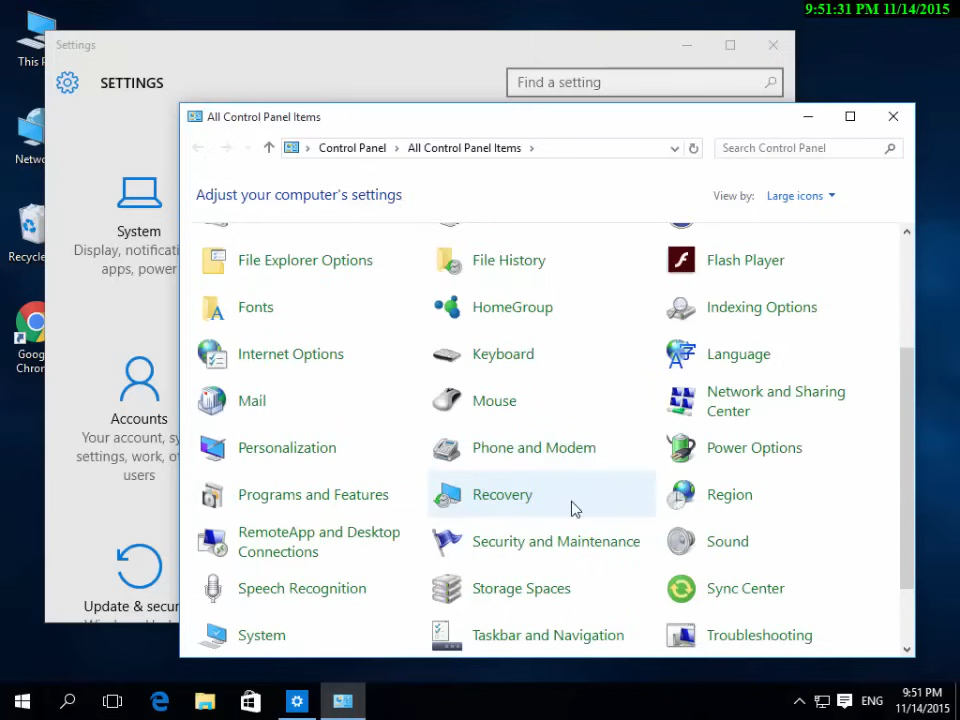 9:51:31 PM 11/14/2015
Settings
SETTINGS
Find a setting
This
Netwo
Recycle
Goog
Chron
System
Display, notificati
apps, power
Accounts
Your account, sy
settings, work, o
users
Update & secur
All Control Panel Items
Control Panel
All Control Panel Items
Search Control Panel
Adjust your computer's settings
View by: Large icons
File Explorer Options
File History
Flash Player
Fonts
HomeGroup
Indexing Options
Internet Options
Keyboard
Language
Mail
Mouse
Network and Sharing
Center
Personalization
Phone and Modem
Power Options
Programs and Features
Recovery
Region
RemoteApp and Desktop
Connections
Security and Maintenance
Sound
Speech Recognition
Storage Spaces
Sync Center
System
Taskbar and Navigation
Troubleshooting
ENG
9:51 PM
11/14/2015